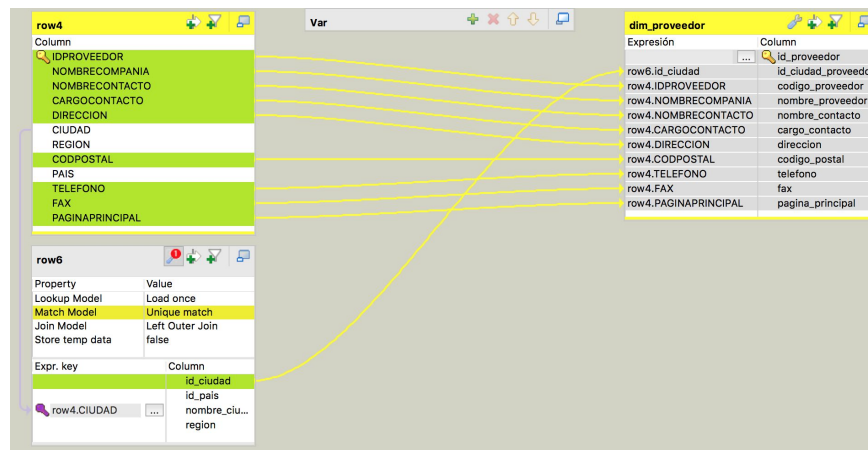 row4
Column
IDPROVEEDOR
NOMBRECOMPANIA
NOMBRECONTACTO
CARGOCONTACTO
DIRECCION
CIUDAD
REGION
CODPOSTAL
PAIS
TELEFONO
FAX
PAGINAPRINCIPAL
row6
Property Value
Lookup Model Load once
Match Model Unique match
Join Model Left Outer Join
Store temp data false
Expr. key Column
id_ciudad
id_pais
row4.CIUDAD ... nombre_ciu...
region
Var
dim_proveedor
Expresión Column
... id_proveedor
row6.id_ciudad id_ciudad_proveedo
row4.IDPROVEEDOR codigo_proveedor
row4.NOMBRECOMPANIA nombre_proveedor
row4.NOMBRECONTACTO nombre_contacto
row4.CARGOCONTACTO cargo_contacto
row4.DIRECCION direccion
row4.CODPOSTAL codigo_postal
row4.TELEFONO telefono
row4.FAX fax
row4.PAGINAPRINCIPAL pagina_principal